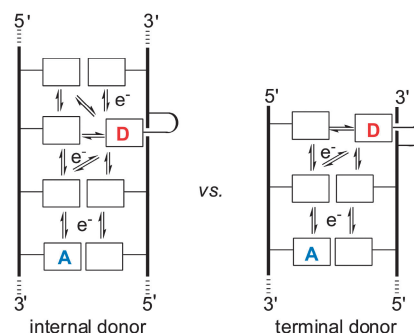 5' 3'
e-
D
e-
e-
A
3' 5'
internal donor
vs.
5' 3'
D
e-
e-
A
3' 5'
terminal donor